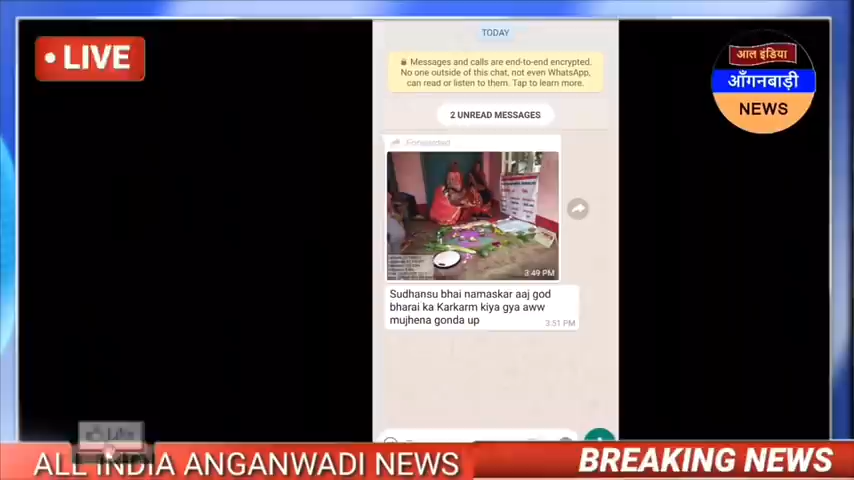 LIVE
TODAY
Messages and calls are end-to-end encrypted.
No one outside of this chat, not even WhatsApp,
can read or listen to them. Tap to learn more.
2 UNREAD MESSAGES
Forwarded
3:49 PM
Sudhansu bhai namaskar aaj god
bharai ka Karkarm kiya gya aww
mujhena gonda up
3:51 PM
आल इंडिया
आँगनबाड़ी
NEWS
ALL INDIA ANGANWADI NEWS
BREAKING NEWS